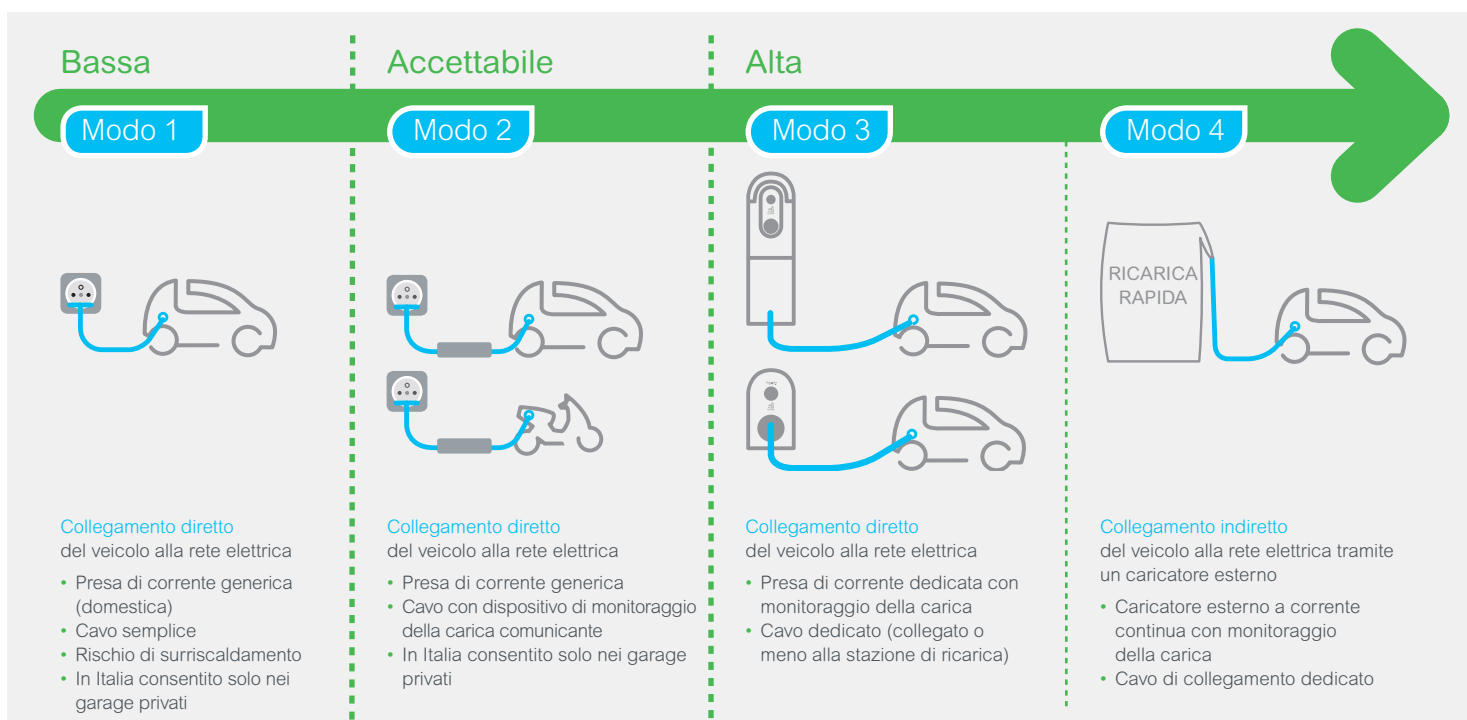 Bassa
Accettabile
Alta
Modo 1
Modo 2
Modo 3
Modo 4
RICARICA
RAPIDA
Collegamento diretto
del veicolo alla rete elettrica
• Presa di corrente generica
(domestica)
• Cavo semplice
• Rischio di surriscaldamento
• In Italia consentito solo nei
garage privati
Collegamento diretto
del veicolo alla rete elettrica
• Presa di corrente generica
• Cavo con dispositivo di monitoraggio
della carica comunicante
• In Italia consentito solo nei garage
privati
Collegamento diretto
del veicolo alla rete elettrica
• Presa di corrente dedicata con
monitoraggio della carica
• Cavo dedicato (collegato o
meno alla stazione di ricarica)
Collegamento indiretto
del veicolo alla rete elettrica tramite
un caricatore esterno
• Caricatore esterno a corrente
continua con monitoraggio
della carica
• Cavo di collegamento dedicato